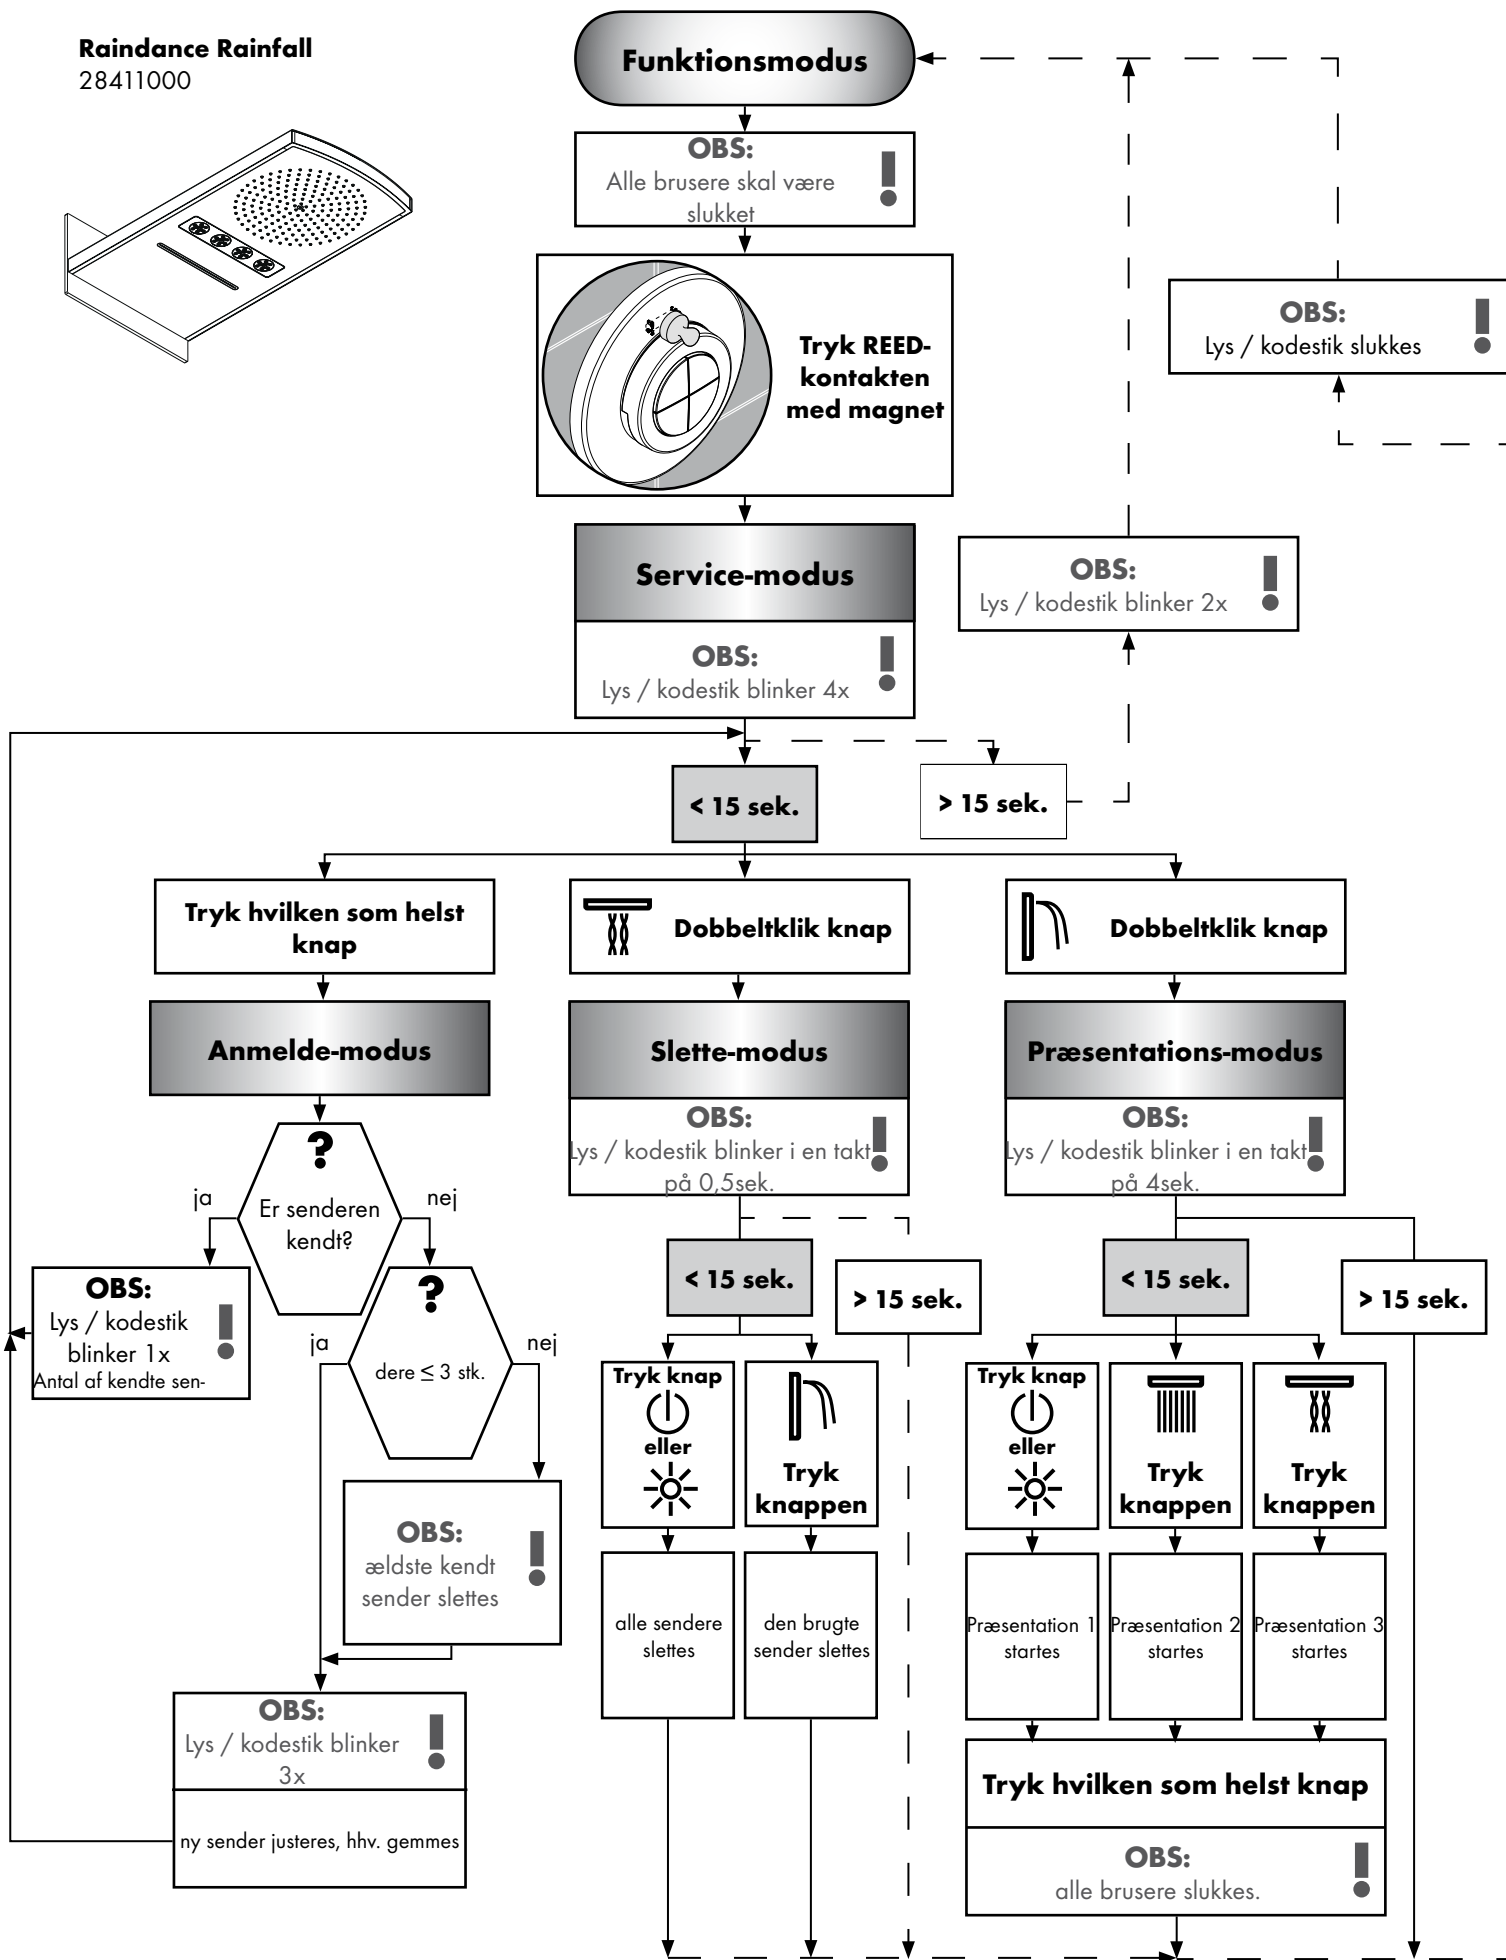 Raindance Rainfall
28411000
Funktionsmodus
OBS:
Alle brusere skal være
slukket
Tryk REED-
kontakten
med magnet
OBS:
Lys / kodestik slukkes
Service-modus
OBS:
Lys / kodestik blinker 4x
OBS:
Lys / kodestik blinker 2x
< 15 sek.
> 15 sek.
Tryk hvilken som helst
knap
Dobbeltklik knap
Dobbeltklik knap
Anmelde-modus
Slette-modus
OBS:
Lys / kodestik blinker i en takt
på 0,5sek.
Præsentations-modus
OBS:
Lys / kodestik blinker i en takt
på 4sek.
?
Er senderen
kendt?
ja
nej
OBS:
Lys / kodestik
blinker 1x
Antal af kendte sen-
?
dere ≤ 3 stk.
ja
nej
OBS:
ældste kendt
sender slettes
OBS:
Lys / kodestik blinker
3x
ny sender justeres, hhv. gemmes
< 15 sek.
> 15 sek.
Tryk knap
eller
Tryk
knappen
alle sendere
slettes
den brugte
sender slettes
< 15 sek.
> 15 sek.
Tryk knap
eller
Tryk
knappen
Tryk
knappen
Præsentation 1
startes
Præsentation 2
startes
Præsentation 3
startes
Tryk hvilken som helst knap
OBS:
alle brusere slukkes.